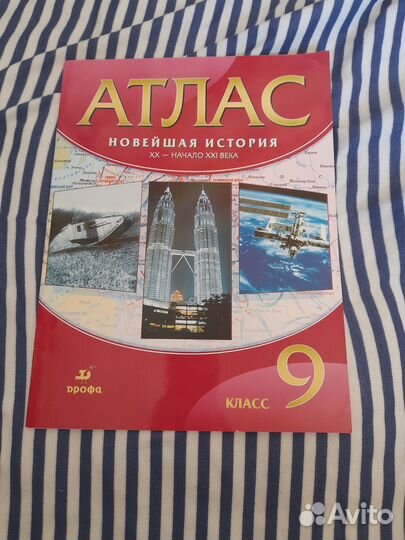 АТЛАС
НОВЕЙШАЯ ИСТОРИЯ
XX – НАЧАЛО XXI ВЕКА
дрофа
КЛАСС 9
Avito